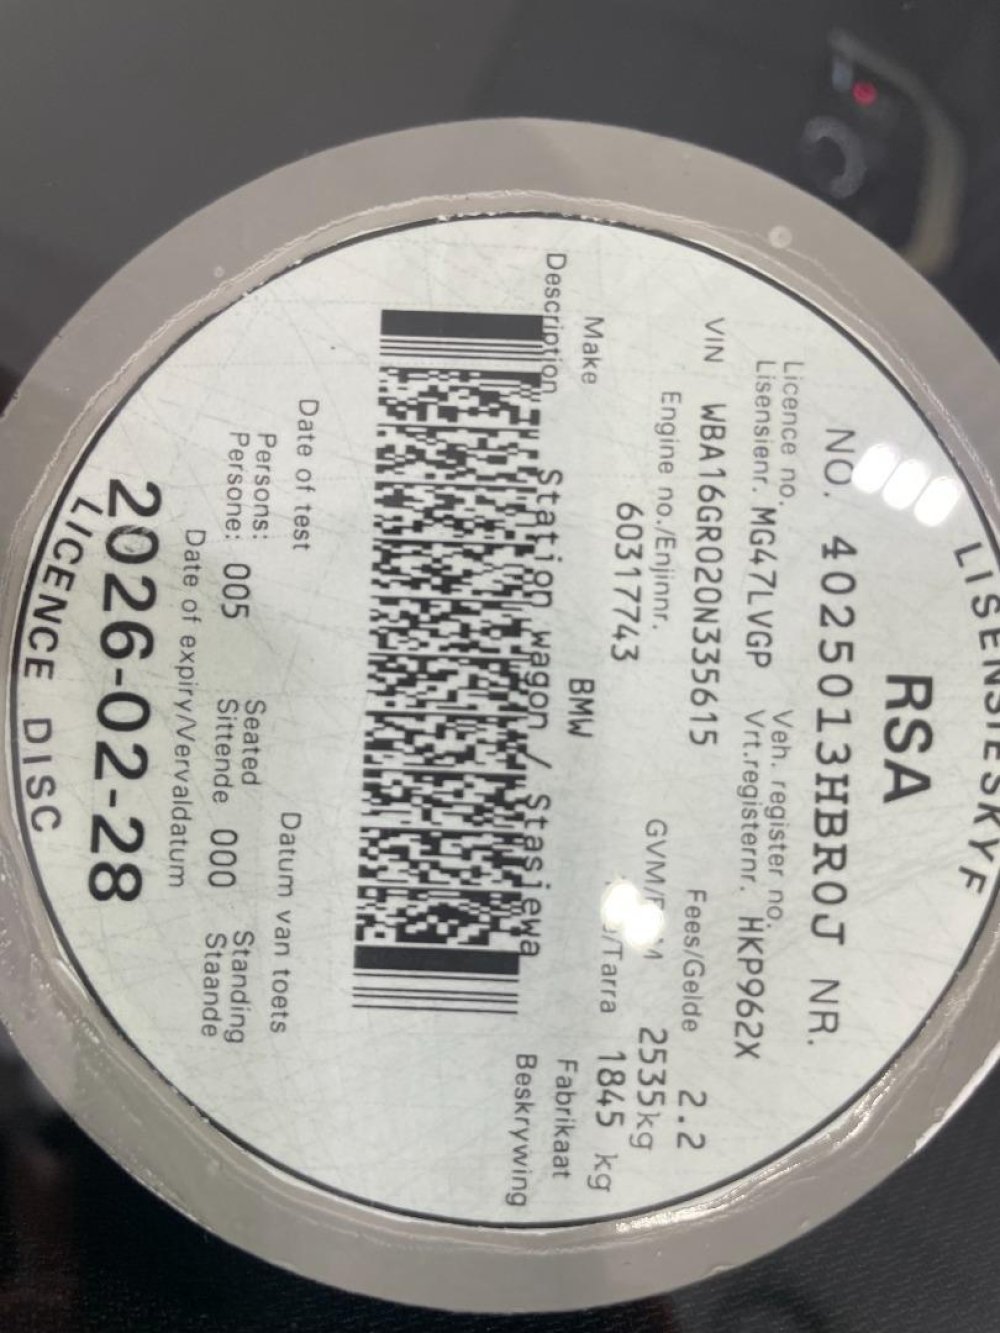 LISENSIESKYF
RSA
NO. 4025013HBR0J NR.
Licence no. Veh. register no.
Lisensienr. MG47LVGP Vrt.registernr. HKP962X
VIN WBA16GR020N335615 Fees/Gelde 2.2
Engine no./Enjinnr. 2535kg
60317743 /Tarra 1845 kg
Make BMW Fabrikaat
Description Station wagon / Stasiewa Beskrywing
Date of test Datum van toets
Persons: Seated Standing
Persone: 005 Sittende 000 Staande
Date of expiry/Vervaldatum
2026-02-28
LICENCE DISC